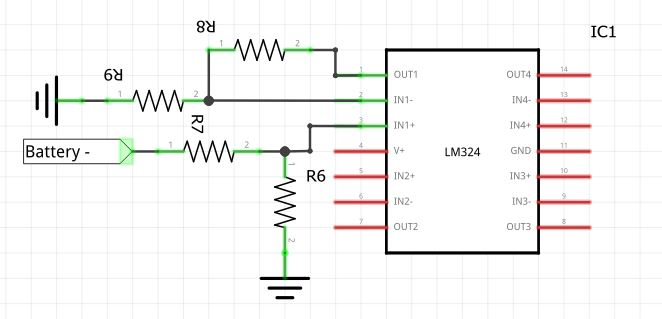 R8
IC1
1
2
R9
1
2
R7
1
2
Battery -
R6
1
2
1
OUT1
OUT4
14
2
IN1-
IN4-
13
3
IN1+
IN4+
12
4
V+
LM324
GND
11
5
IN2+
IN3+
10
6
IN2-
IN3-
9
7
OUT2
OUT3
8